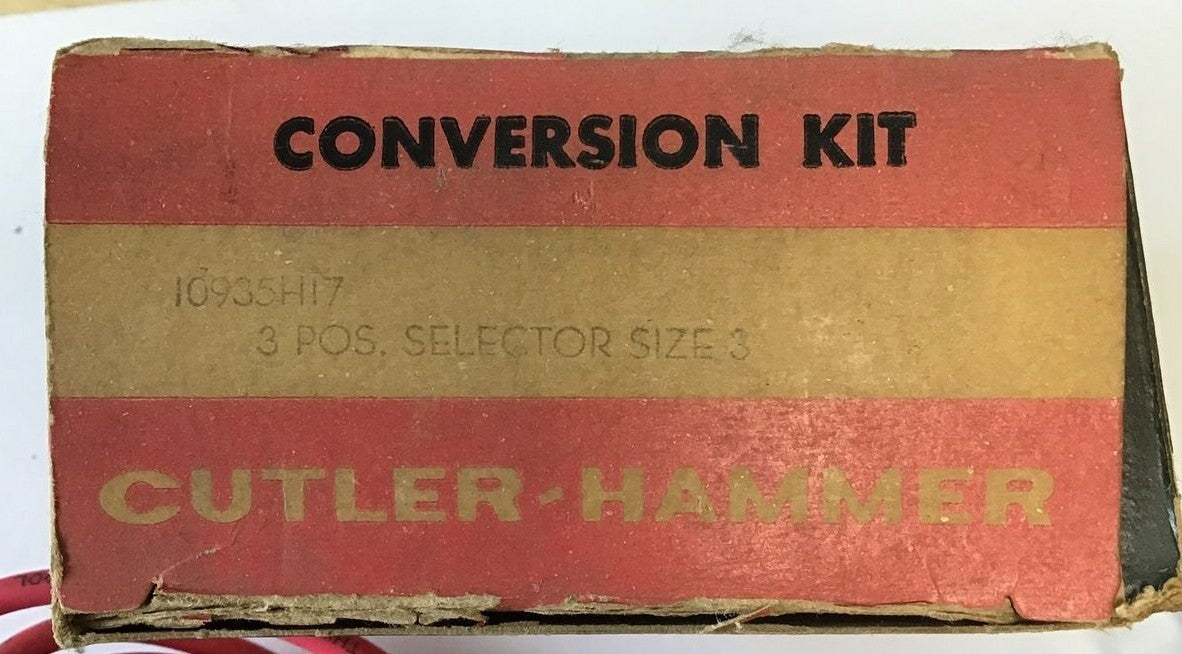 CONVERSION KIT
10935H17
3 POS. SELECTOR SIZE 3
CUTLER-HAMMER